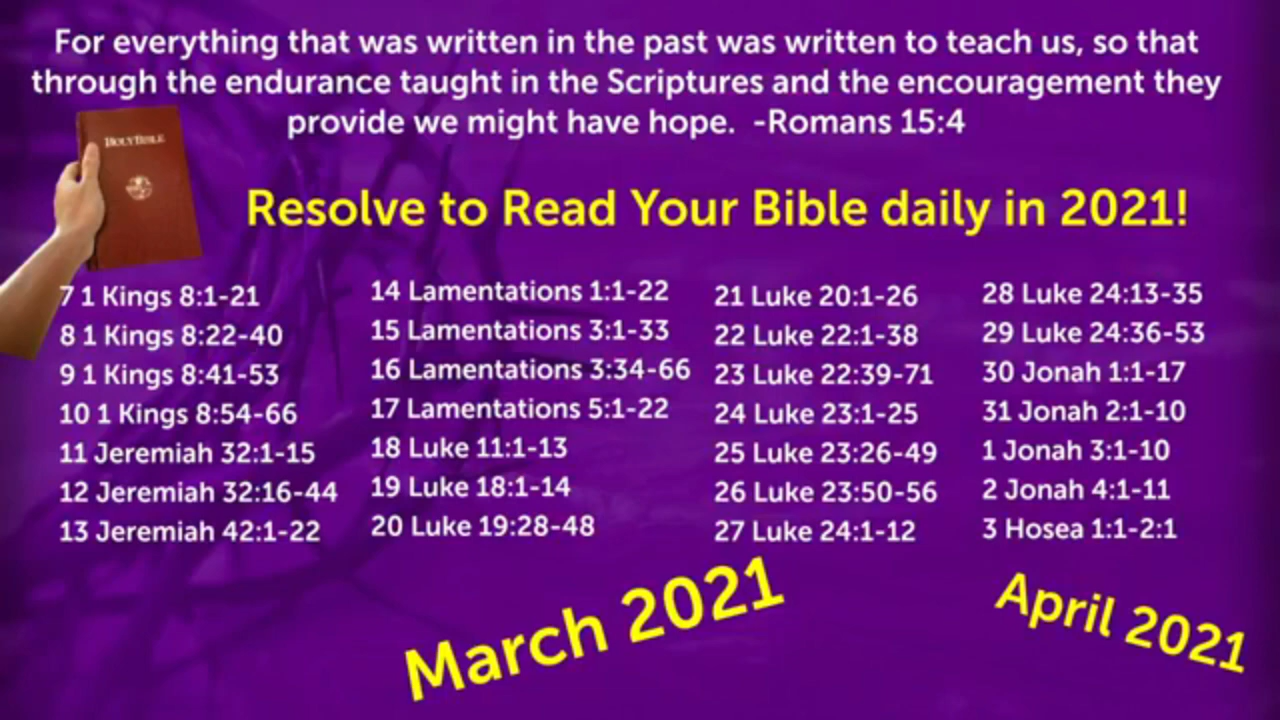 For everything that was written in the past was written to teach us, so that
through the endurance taught in the Scriptures and the encouragement they
provide we might have hope. -Romans 15:4
HOLY BIBLE
Resolve to Read Your Bible daily in 2021!
7 1 Kings 8:1-21
8 1 Kings 8:22-40
9 1 Kings 8:41-53
10 1 Kings 8:54-66
11 Jeremiah 32:1-15
12 Jeremiah 32:16-44
13 Jeremiah 42:1-22
14 Lamentations 1:1-22
15 Lamentations 3:1-33
16 Lamentations 3:34-66
17 Lamentations 5:1-22
18 Luke 11:1-13
19 Luke 18:1-14
20 Luke 19:28-48
21 Luke 20:1-26
22 Luke 22:1-38
23 Luke 22:39-71
24 Luke 23:1-25
25 Luke 23:26-49
26 Luke 23:50-56
27 Luke 24:1-12
28 Luke 24:13-35
29 Luke 24:36-53
30 Jonah 1:1-17
31 Jonah 2:1-10
1 Jonah 3:1-10
2 Jonah 4:1-11
3 Hosea 1:1-2:1
March 2021
April 2021